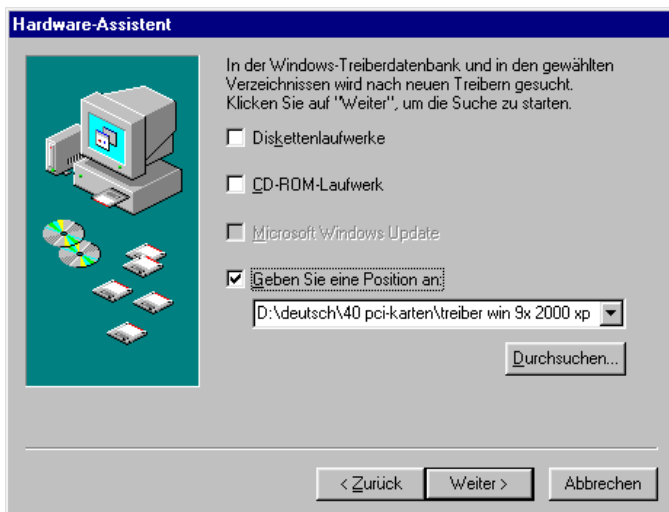 Hardware-Assistent
In der Windows-Treiberdatenbank und in den gewählten
Verzeichnissen wird nach neuen Treibern gesucht.
Klicken Sie auf "Weiter", um die Suche zu starten.
Diskettenlaufwerke
CD-ROM-Laufwerk
Microsoft Windows Update
Geben Sie eine Position an:
D:\deutsch\40 pci-karten\treiber win 9x 2000 xp
Durchsuchen...
< Zurück
Weiter >
Abbrechen